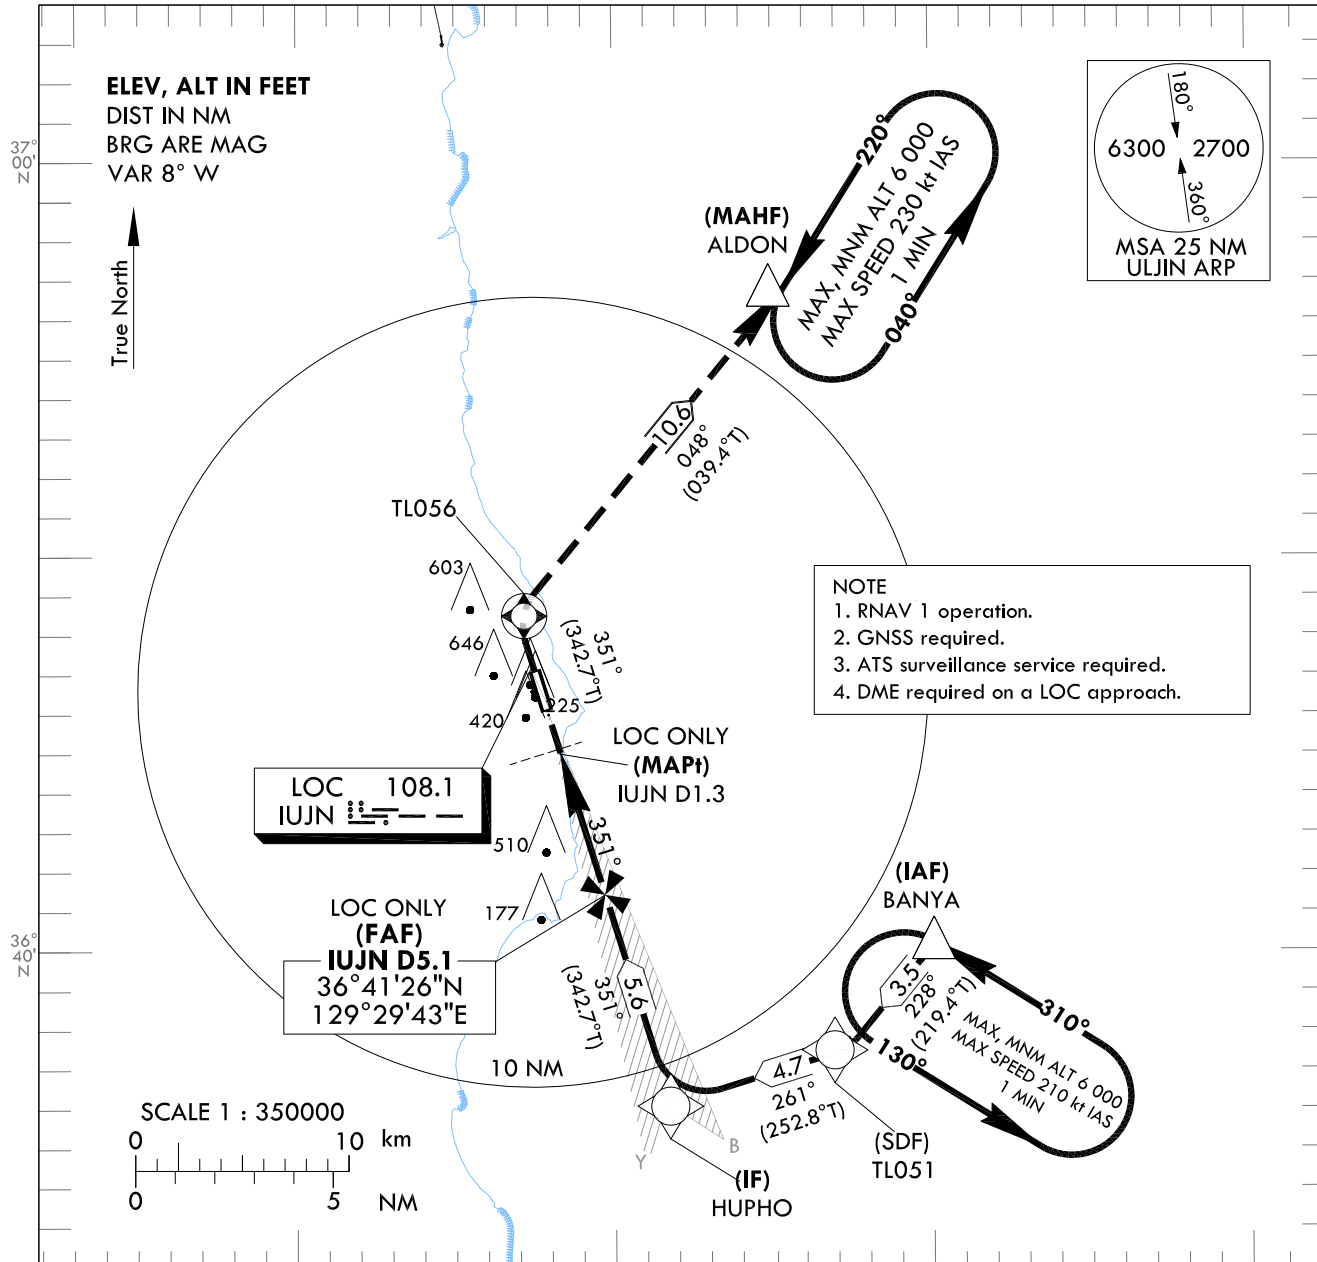 ELEV, ALT IN FEET
DIST IN NM
BRG ARE MAG
VAR 8° W
True North
37°
00'
N
36°
40'
N
180°
6300 2700
360°
MSA 25 NM
ULJIN ARP
220°
MAX, MNM ALT 6 000
MAX SPEED 230 kt IAS
1 MIN
040°
(MAHF)
ALDON
10.6
048°
(039.4°T)
TL056
603
646
420
225
351°
(342.7°T)
NOTE
1. RNAV 1 operation.
2. GNSS required.
3. ATS surveillance service required.
4. DME required on a LOC approach.
LOC ONLY
(MAPt)
IUJN D1.3
LOC 108.1
IUJN
510
351°
177
LOC ONLY
(FAF)
IUJN D5.1
36°41'26"N
129°29'43"E
(IAF)
BANYA
3.5
228°
(219.4°T)
310°
MAX, MNM ALT 6 000
MAX SPEED 210 kt IAS
1 MIN
130°
5.6
351°
(342.7°T)
10 NM
4.7
261°
(252.8°T)
(SDF)
TL051
Y
B
(IF)
HUPHO
SCALE 1 : 350000
0 10 km
0 5 NM